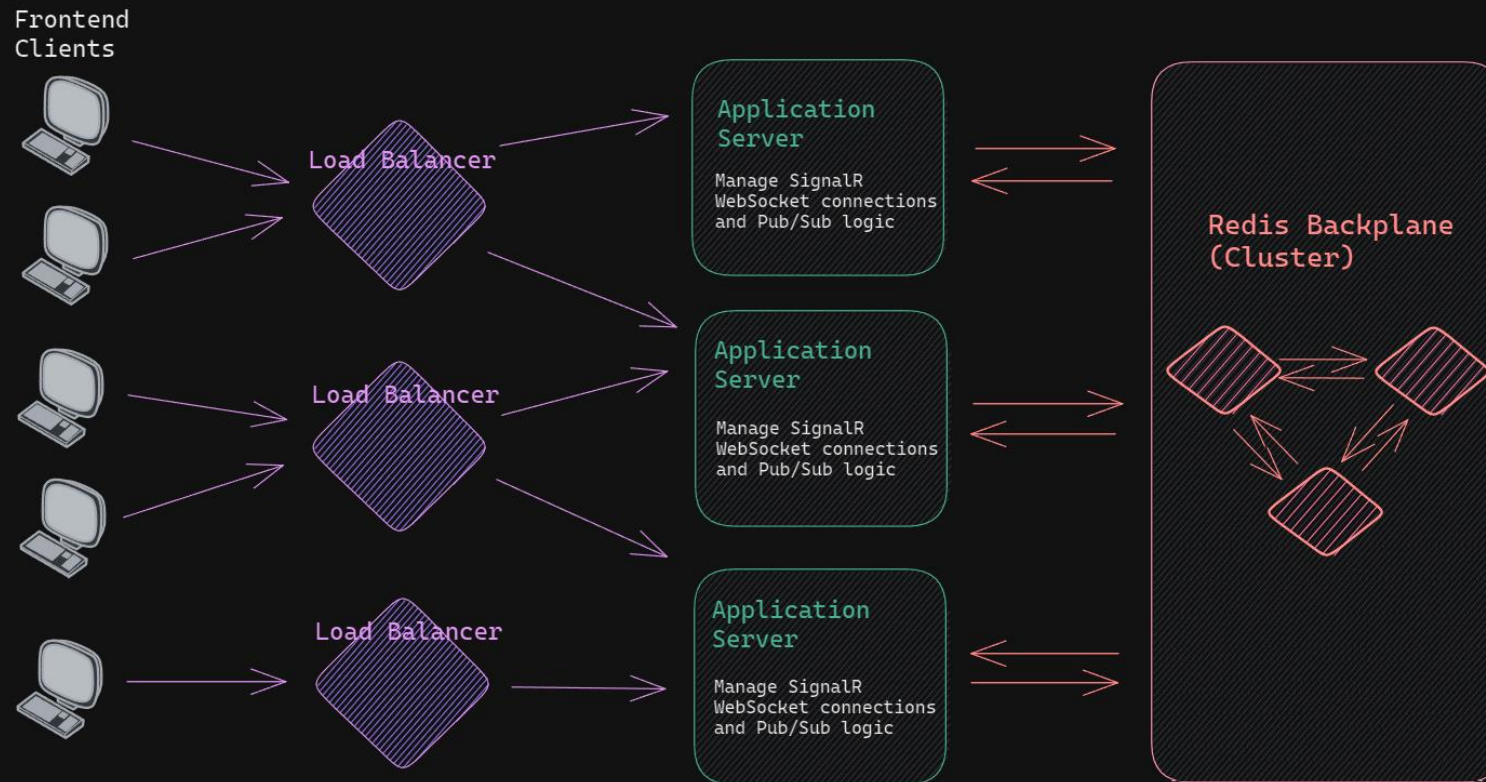 Frontend
Clients
Load Balancer
Application
Server
Manage SignalR
WebSocket connections
and Pub/Sub logic
Redis Backplane
(Cluster)
Load Balancer
Application
Server
Manage SignalR
WebSocket connections
and Pub/Sub logic
Load Balancer
Application
Server
Manage SignalR
WebSocket connections
and Pub/Sub logic